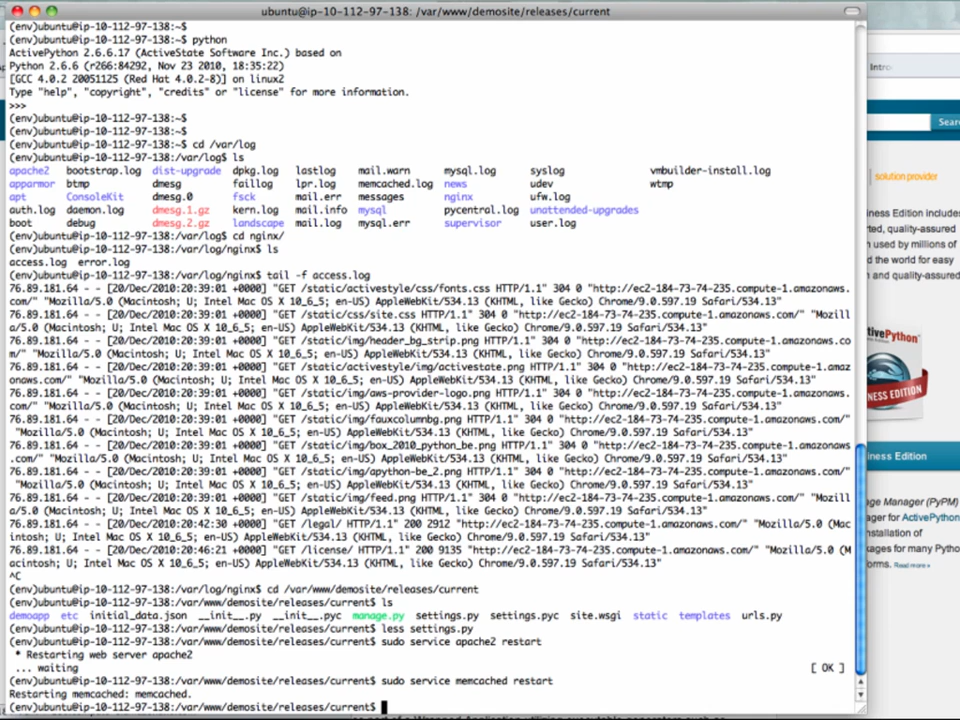 ubuntu@ip-10-112-97-138: /var/www/demosite/releases/current
(env)ubuntu@ip-10-112-97-138:~$
(env)ubuntu@ip-10-112-97-138:~$ python
ActivePython 2.6.6.17 (ActiveState Software Inc.) based on
Python 2.6.6 (r266:84292, Nov 23 2010, 18:35:22)
[GCC 4.0.2 20051125 (Red Hat 4.0.2-8)] on linux2
Type "help", "copyright", "credits" or "license" for more information.
>>>
(env)ubuntu@ip-10-112-97-138:~$
(env)ubuntu@ip-10-112-97-138:~$
(env)ubuntu@ip-10-112-97-138:~$ cd /var/log
(env)ubuntu@ip-10-112-97-138:/var/log$ ls
apache2 bootstrap.log dist-upgrade dpkg.log lastlog mail.warn mysql.log syslog vmbuilder-install.log
apparmor btmp dmesg faillog lpr.log memcached.log news udev wtmp
apt ConsoleKit dmesg.0 fsck mail.err messages nginx ufw.log
auth.log daemon.log dmesg.1.gz kern.log mail.info mysql pycentral.log unattended-upgrades
boot debug dmesg.2.gz landscape mail.log mysql.err supervisor user.log
(env)ubuntu@ip-10-112-97-138:/var/log$ cd nginx/
(env)ubuntu@ip-10-112-97-138:/var/log/nginx$ ls
access.log error.log
(env)ubuntu@ip-10-112-97-138:/var/log/nginx$ tail -f access.log
76.89.181.64 - - [20/Dec/2010:20:39:01 +0000] "GET /static/activestyle/css/fonts.css HTTP/1.1" 304 0 "http://ec2-184-73-74-235.compute-1.amazonaws.
com/" "Mozilla/5.0 (Macintosh; U; Intel Mac OS X 10_6_5; en-US) AppleWebKit/534.13 (KHTML, like Gecko) Chrome/9.0.597.19 Safari/534.13"
76.89.181.64 - - [20/Dec/2010:20:39:01 +0000] "GET /static/css/site.css HTTP/1.1" 304 0 "http://ec2-184-73-74-235.compute-1.amazonaws.com/" "Mozill
a/5.0 (Macintosh; U; Intel Mac OS X 10_6_5; en-US) AppleWebKit/534.13 (KHTML, like Gecko) Chrome/9.0.597.19 Safari/534.13"
76.89.181.64 - - [20/Dec/2010:20:39:01 +0000] "GET /static/img/header_bg_strip.png HTTP/1.1" 304 0 "http://ec2-184-73-74-235.compute-1.amazonaws.co
m/" "Mozilla/5.0 (Macintosh; U; Intel Mac OS X 10_6_5; en-US) AppleWebKit/534.13 (KHTML, like Gecko) Chrome/9.0.597.19 Safari/534.13"
76.89.181.64 - - [20/Dec/2010:20:39:01 +0000] "GET /static/activestyle/img/activestate.png HTTP/1.1" 304 0 "http://ec2-184-73-74-235.compute-1.amaz
onaws.com/" "Mozilla/5.0 (Macintosh; U; Intel Mac OS X 10_6_5; en-US) AppleWebKit/534.13 (KHTML, like Gecko) Chrome/9.0.597.19 Safari/534.13"
76.89.181.64 - - [20/Dec/2010:20:39:01 +0000] "GET /static/img/aws-provider-logo.png HTTP/1.1" 304 0 "http://ec2-184-73-74-235.compute-1.amazonaws.
com/" "Mozilla/5.0 (Macintosh; U; Intel Mac OS X 10_6_5; en-US) AppleWebKit/534.13 (KHTML, like Gecko) Chrome/9.0.597.19 Safari/534.13"
76.89.181.64 - - [20/Dec/2010:20:39:01 +0000] "GET /static/img/fauxcolumnbg.png HTTP/1.1" 304 0 "http://ec2-184-73-74-235.compute-1.amazonaws.com/"
"Mozilla/5.0 (Macintosh; U; Intel Mac OS X 10_6_5; en-US) AppleWebKit/534.13 (KHTML, like Gecko) Chrome/9.0.597.19 Safari/534.13"
76.89.181.64 - - [20/Dec/2010:20:39:01 +0000] "GET /static/img/box_2010_python_be.png HTTP/1.1" 304 0 "http://ec2-184-73-74-235.compute-1.amazonaws
.com/" "Mozilla/5.0 (Macintosh; U; Intel Mac OS X 10_6_5; en-US) AppleWebKit/534.13 (KHTML, like Gecko) Chrome/9.0.597.19 Safari/534.13"
76.89.181.64 - - [20/Dec/2010:20:39:01 +0000] "GET /static/img/apython-be_2.png HTTP/1.1" 304 0 "http://ec2-184-73-74-235.compute-1.amazonaws.com/"
"Mozilla/5.0 (Macintosh; U; Intel Mac OS X 10_6_5; en-US) AppleWebKit/534.13 (KHTML, like Gecko) Chrome/9.0.597.19 Safari/534.13"
76.89.181.64 - - [20/Dec/2010:20:39:01 +0000] "GET /static/img/feed.png HTTP/1.1" 304 0 "http://ec2-184-73-74-235.compute-1.amazonaws.com/" "Mozill
a/5.0 (Macintosh; U; Intel Mac OS X 10_6_5; en-US) AppleWebKit/534.13 (KHTML, like Gecko) Chrome/9.0.597.19 Safari/534.13"
76.89.181.64 - - [20/Dec/2010:20:42:30 +0000] "GET /legal/ HTTP/1.1" 200 2912 "http://ec2-184-73-74-235.compute-1.amazonaws.com/" "Mozilla/5.0 (Mac
intosh; U; Intel Mac OS X 10_6_5; en-US) AppleWebKit/534.13 (KHTML, like Gecko) Chrome/9.0.597.19 Safari/534.13"
76.89.181.64 - - [20/Dec/2010:20:46:21 +0000] "GET /license/ HTTP/1.1" 200 9135 "http://ec2-184-73-74-235.compute-1.amazonaws.com/" "Mozilla/5.0 (M
acintosh; U; Intel Mac OS X 10_6_5; en-US) AppleWebKit/534.13 (KHTML, like Gecko) Chrome/9.0.597.19 Safari/534.13"
^C
(env)ubuntu@ip-10-112-97-138:/var/log/nginx$ cd /var/www/demosite/releases/current
(env)ubuntu@ip-10-112-97-138:/var/www/demosite/releases/current$ ls
demoapp etc initial_data.json __init__.py __init__.pyc manage.py settings.py settings.pyc site.wsgi static templates urls.py
(env)ubuntu@ip-10-112-97-138:/var/www/demosite/releases/current$ less settings.py
(env)ubuntu@ip-10-112-97-138:/var/www/demosite/releases/current$ sudo service apache2 restart
* Restarting web server apache2
... waiting [ OK ]
(env)ubuntu@ip-10-112-97-138:/var/www/demosite/releases/current$ sudo service memcached restart
Restarting memcached: memcached.
(env)ubuntu@ip-10-112-97-138:/var/www/demosite/releases/current$
Intro
Sear
solution provider
iness Edition includes
ed, quality-assured
n used by millions of
d the world for easy
n and quality-assured
ivePython
NESS EDITION
iness Edition
ge Manager (PyPM)
ager for ActivePython
nstallation of
kages for many Pytho
orms. Read more »